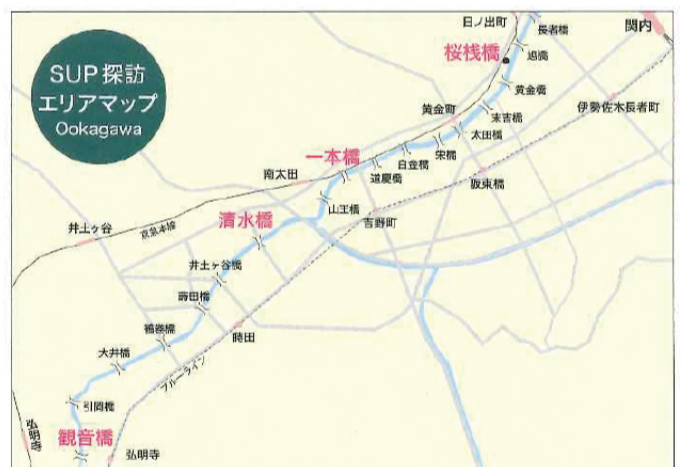 SUP探訪
エリアマップ
Ookagawa
日ノ出町
長者橋
関内
桜桟橋
旭橋
黄金橋
伊勢佐木長者町
黄金町
末吉橋
太田橋
栄橋
一本橋
白金橋
道慶橋
南太田
阪東橋
山王橋
吉野町
清水橋
井土ヶ谷
京急本線
井土ヶ谷橋
蒔田橋
蒔田
鶴巻橋
大井橋
ブルーライン
引岡橋
観音橋
弘明寺
弘明寺